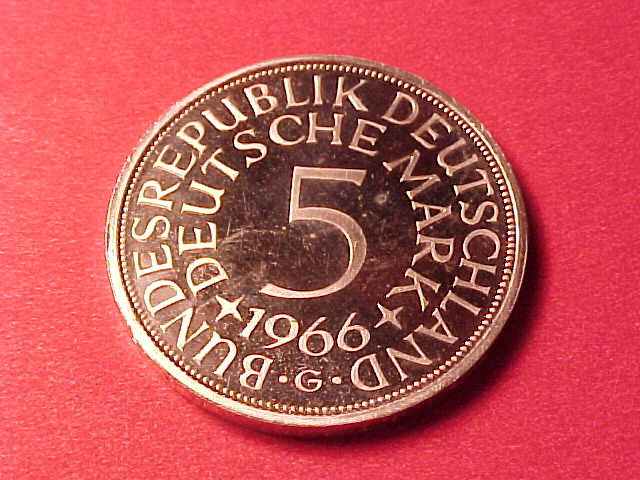 BUNDESREPUBLIK DEUTSCHLAND
DEUTSCHE MARK
5
1966
G